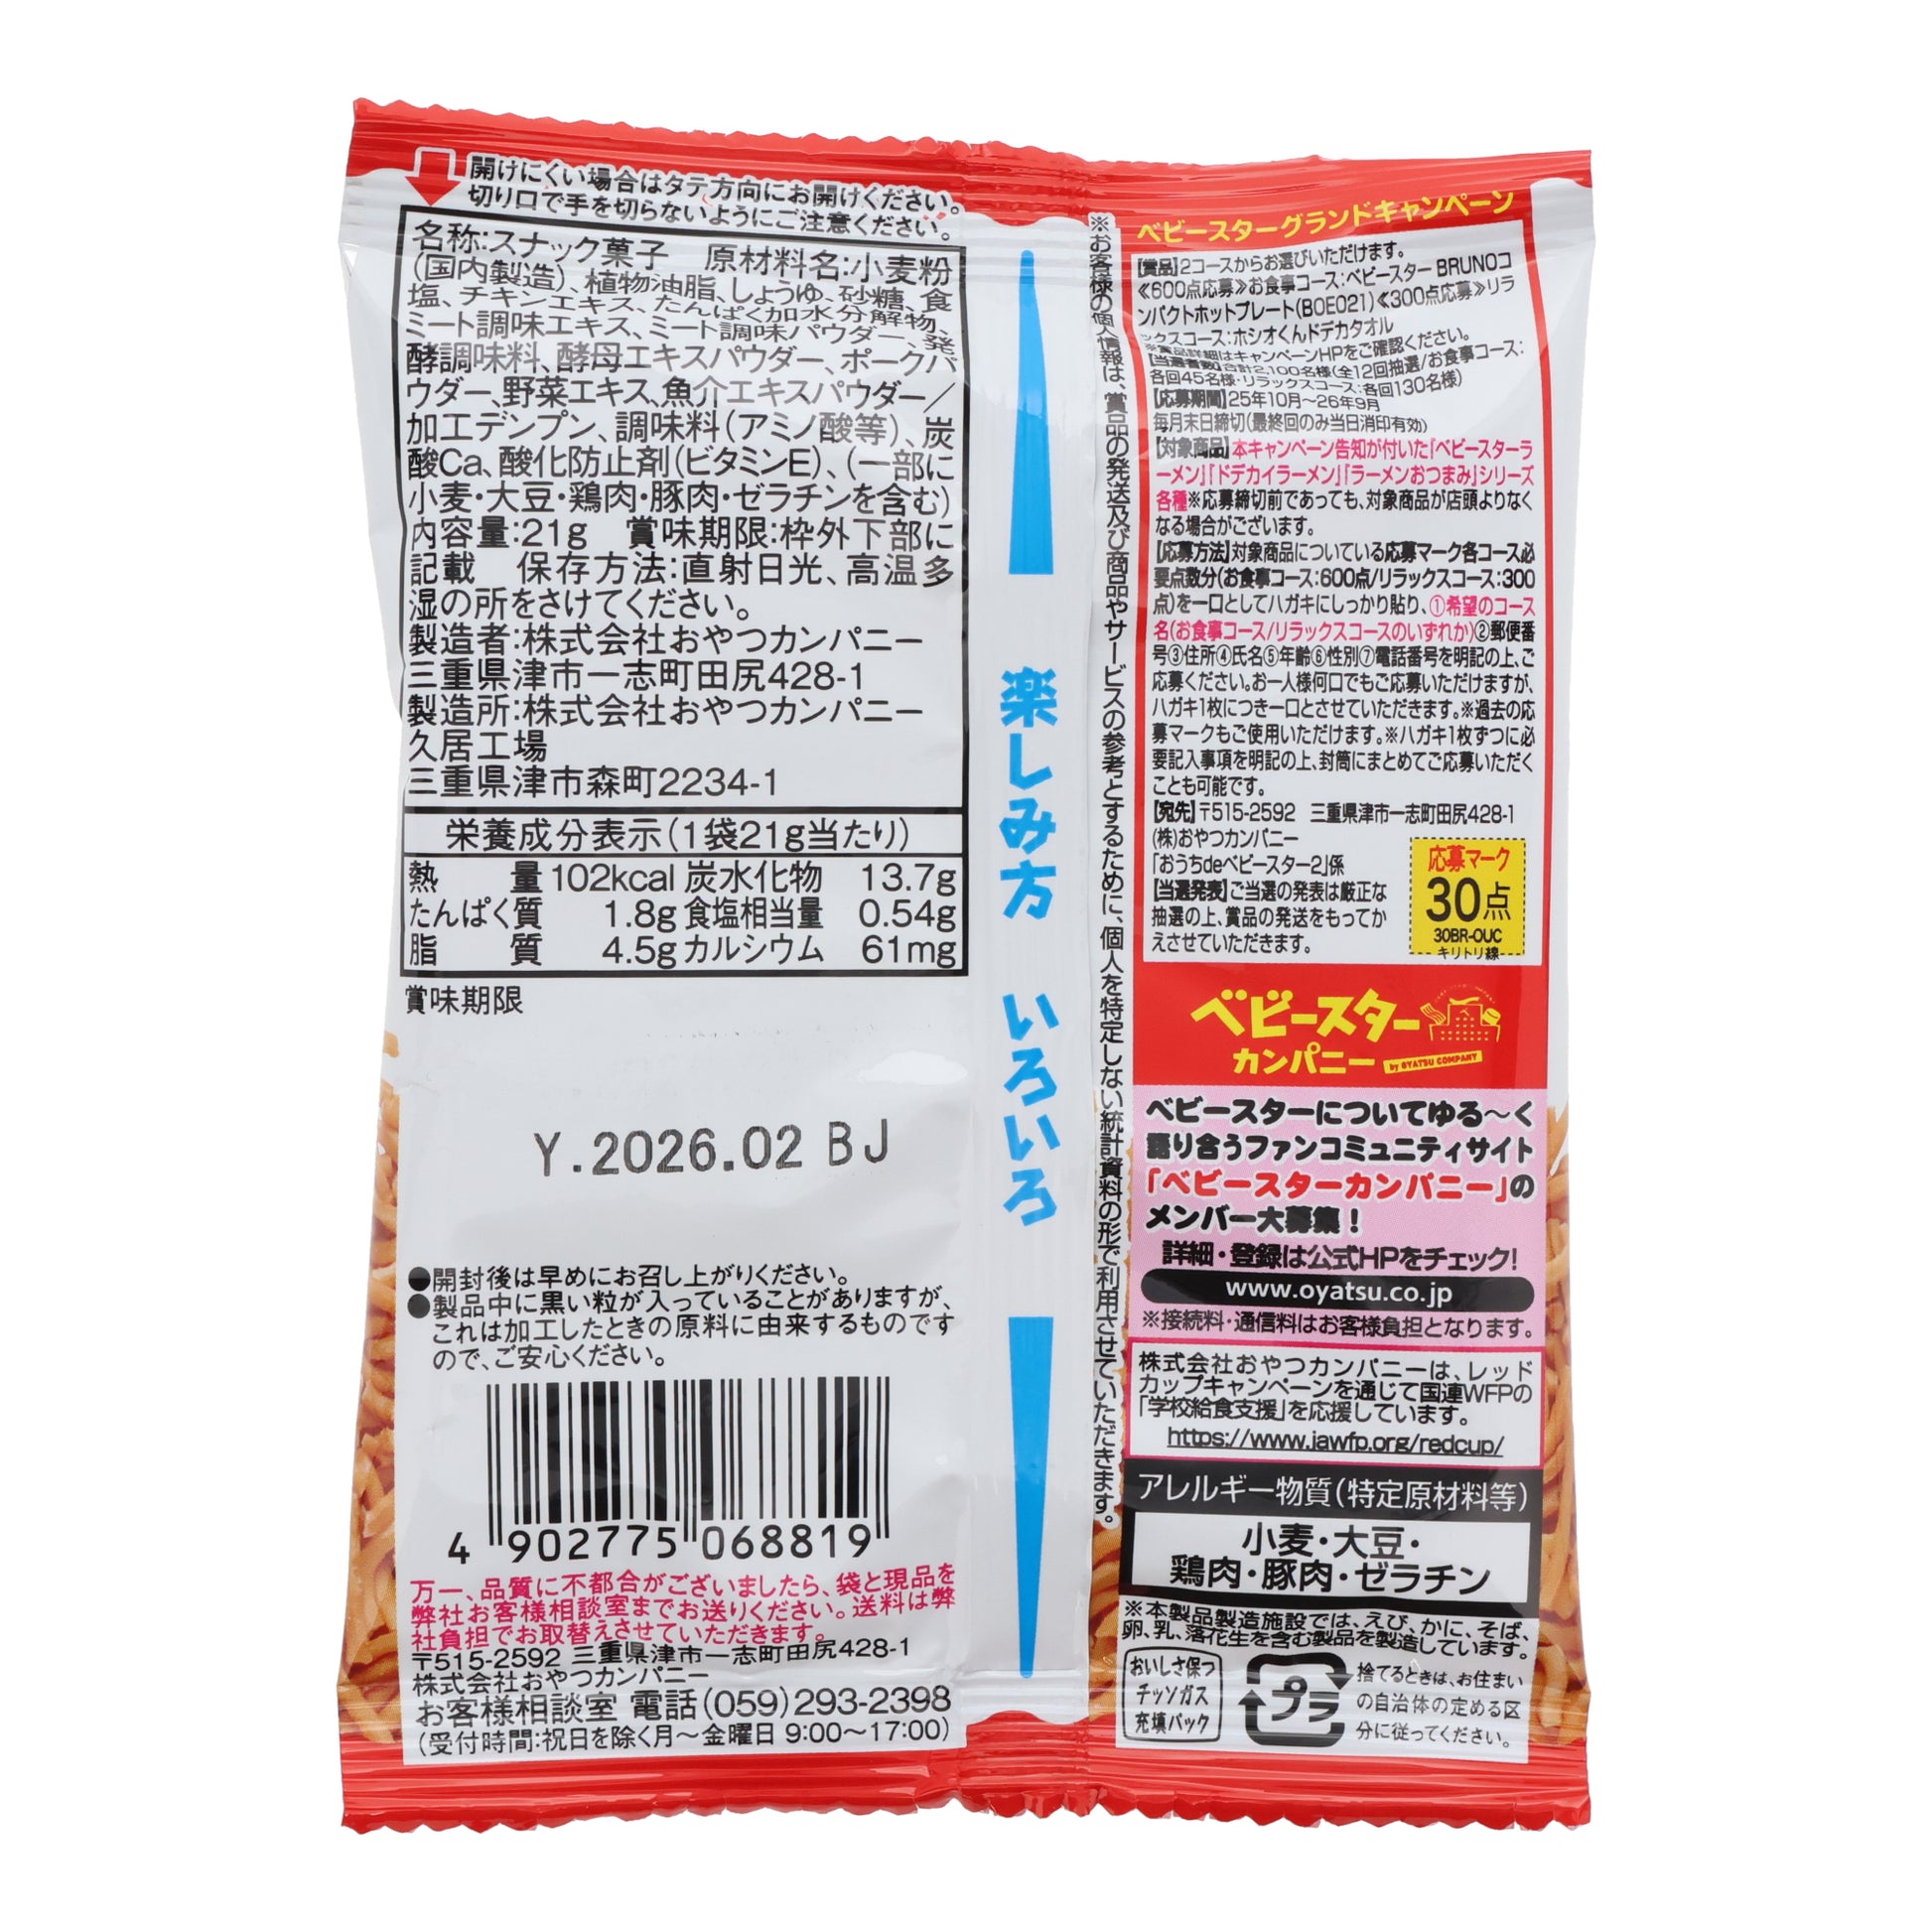 開けにくい場合はタテ方向にお開けください。
切り口で手を切らないようにご注意ください。
名称:スナック菓子 原材料名:小麦粉
(国内製造)、植物油脂、しょうゆ、砂糖、食
塩、チキンエキス、たんぱく加水分解物、
ミート調味エキス、ミート調味パウダー、発
酵調味料、酵母エキスパウダー、ポークパ
ウダー、野菜エキス、魚介エキスパウダー/
加工デンプン、調味料(アミノ酸等)、炭
酸Ca、酸化防止剤(ビタミンE)、(一部に
小麦・大豆・鶏肉・豚肉・ゼラチンを含む)
内容量:21g 賞味期限:枠外下部に
記載 保存方法:直射日光、高温多
湿の所をさけてください。
製造者:株式会社おやつカンパニー
三重県津市一志町田尻428-1
製造所:株式会社おやつカンパニー
久居工場
三重県津市森町2234-1
栄養成分表示(1袋21g当たり)
熱量 102kcal 炭水化物 13.7g
たんぱく質 1.8g 食塩相当量 0.54g
脂質 4.5g カルシウム 61mg
賞味期限
Y.2026.02 BJ
●開封後は早めにお召し上がりください。
●製品中に黒い粒が入っていることがありますが、
これは加工したときの原料に由来するものです
ので、ご安心ください。
4 902775 068819
万一、品質に不都合がございましたら、袋と現品を
弊社お客様相談室までお送りください。送料は弊
社負担でお取替えさせていただきます。
〒515-2592 三重県津市一志町田尻428-1
株式会社おやつカンパニー
お客様相談室 電話(059)293-2398
(受付時間:祝日を除く月~金曜日 9:00~17:00)
楽しみ方 いろいろ
※お客様の個人情報は、賞品の発送及び商品やサービスの参考とするために、個人を特定しない統計資料の形で利用させていただきます。
ベビースターグランドキャンペーン
【賞品】2コースからお選びいただけます。
《600点応募》お食事コース:ベビースター BRUNOコ
ンパクトホットプレート(BOE021)《300点応募》リラ
ックスコース:ホシオくんドデカタオル
※賞品詳細はキャンペーンHPをご確認ください。
【当選者数】合計2,100名様(全12回抽選/お食事コース:
各回45名様・リラックスコース:各回130名様)
【応募期間】25年10月~26年9月
毎月末日締切(最終回のみ当日消印有効)
【対象商品】本キャンペーン告知が付いた「ベビースターラ
ーメン」「ドデカイラーメン」「ラーメンおつまみ」シリーズ
各種※応募締切前であっても、対象商品が店頭よりなく
なる場合がございます。
【応募方法】対象商品についている応募マーク各コース必
要点数分(お食事コース:600点/リラックスコース:300
点)を一口としてハガキにしっかり貼り、①希望のコース
名(お食事コース/リラックスコースのいずれか)②郵便番
号③住所④氏名⑤年齢⑥性別⑦電話番号を明記の上、ご
応募ください。お一人様何口でもご応募いただけますが、
ハガキ1枚につき一口とさせていただきます。※過去の応
募マークもご使用いただけます。※ハガキ1枚ずつに必
要記入事項を明記の上、封筒にまとめてご応募いただく
ことも可能です。
【宛先】〒515-2592 三重県津市一志町田尻428-1
(株)おやつカンパニー
「おうちdeベビースター2」係
【当選発表】ご当選の発表は厳正な
抽選の上、賞品の発送をもってか
えさせていただきます。
応募マーク
30点
30BR-OUC
キリトリ線
ベビースター
カンパニー
by OYATSU COMPANY
ベビースターについてゆる~く
語り合うファンコミュニティサイト
「ベビースターカンパニー」の
メンバー大募集!
詳細・登録は公式HPをチェック!
www.oyatsu.co.jp
※接続料・通信料はお客様負担となります。
株式会社おやつカンパニーは、レッド
カップキャンペーンを通じて国連WFPの
「学校給食支援」を応援しています。
https://www.jawfp.org/redcup/
アレルギー物質(特定原材料等)
小麦・大豆・
鶏肉・豚肉・ゼラチン
※本製品製造施設では、えび、かに、そば、
卵、乳、落花生を含む製品を製造しています。
おいしさ保つ
チッソガス
充填パック
プラ
捨てるときは、お住まい
の自治体の定める区
分に従ってください。